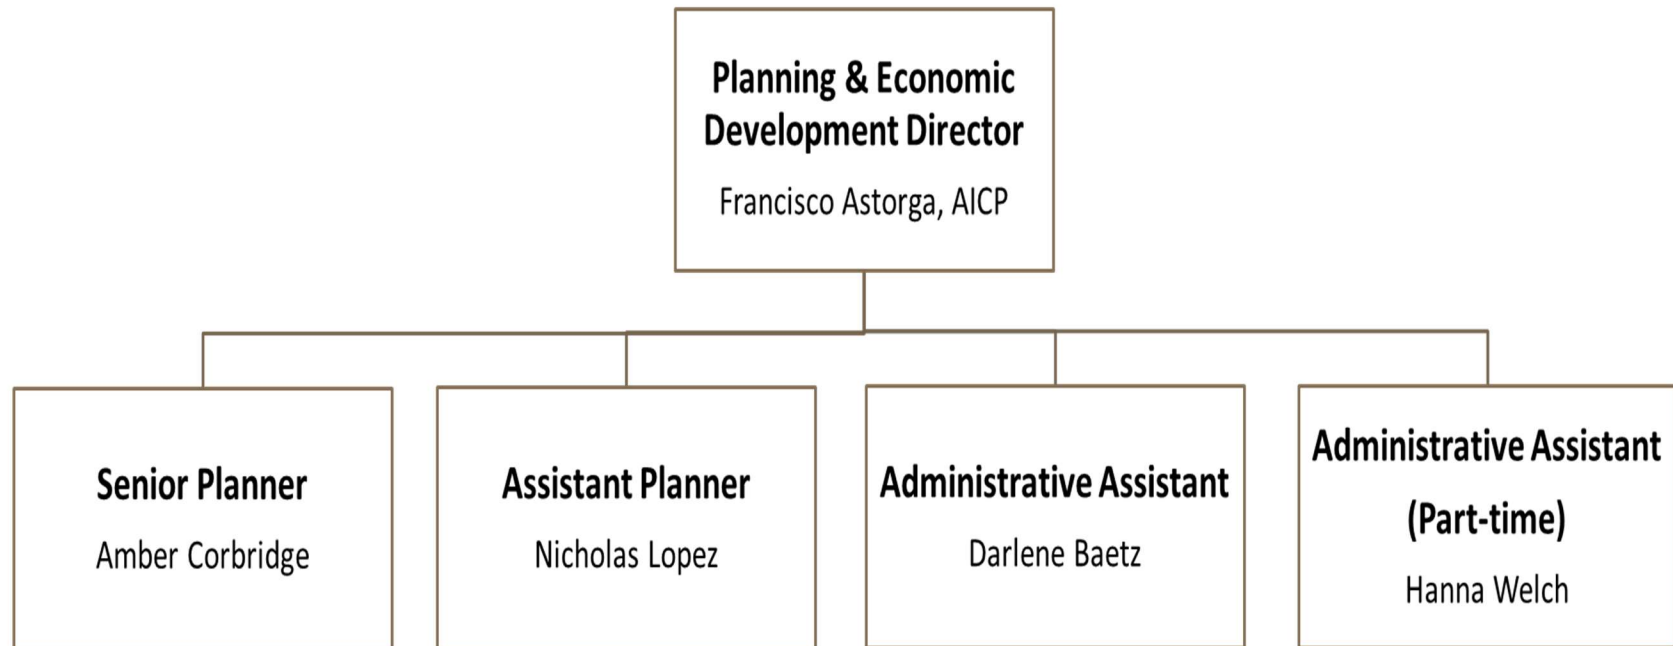 Planning & Economic
Development Director
Francisco Astorga, AICP
Senior Planner
Amber Corbridge
Assistant Planner
Nicholas Lopez
Administrative Assistant
Darlene Baetz
Administrative Assistant
(Part-time)
Hanna Welch